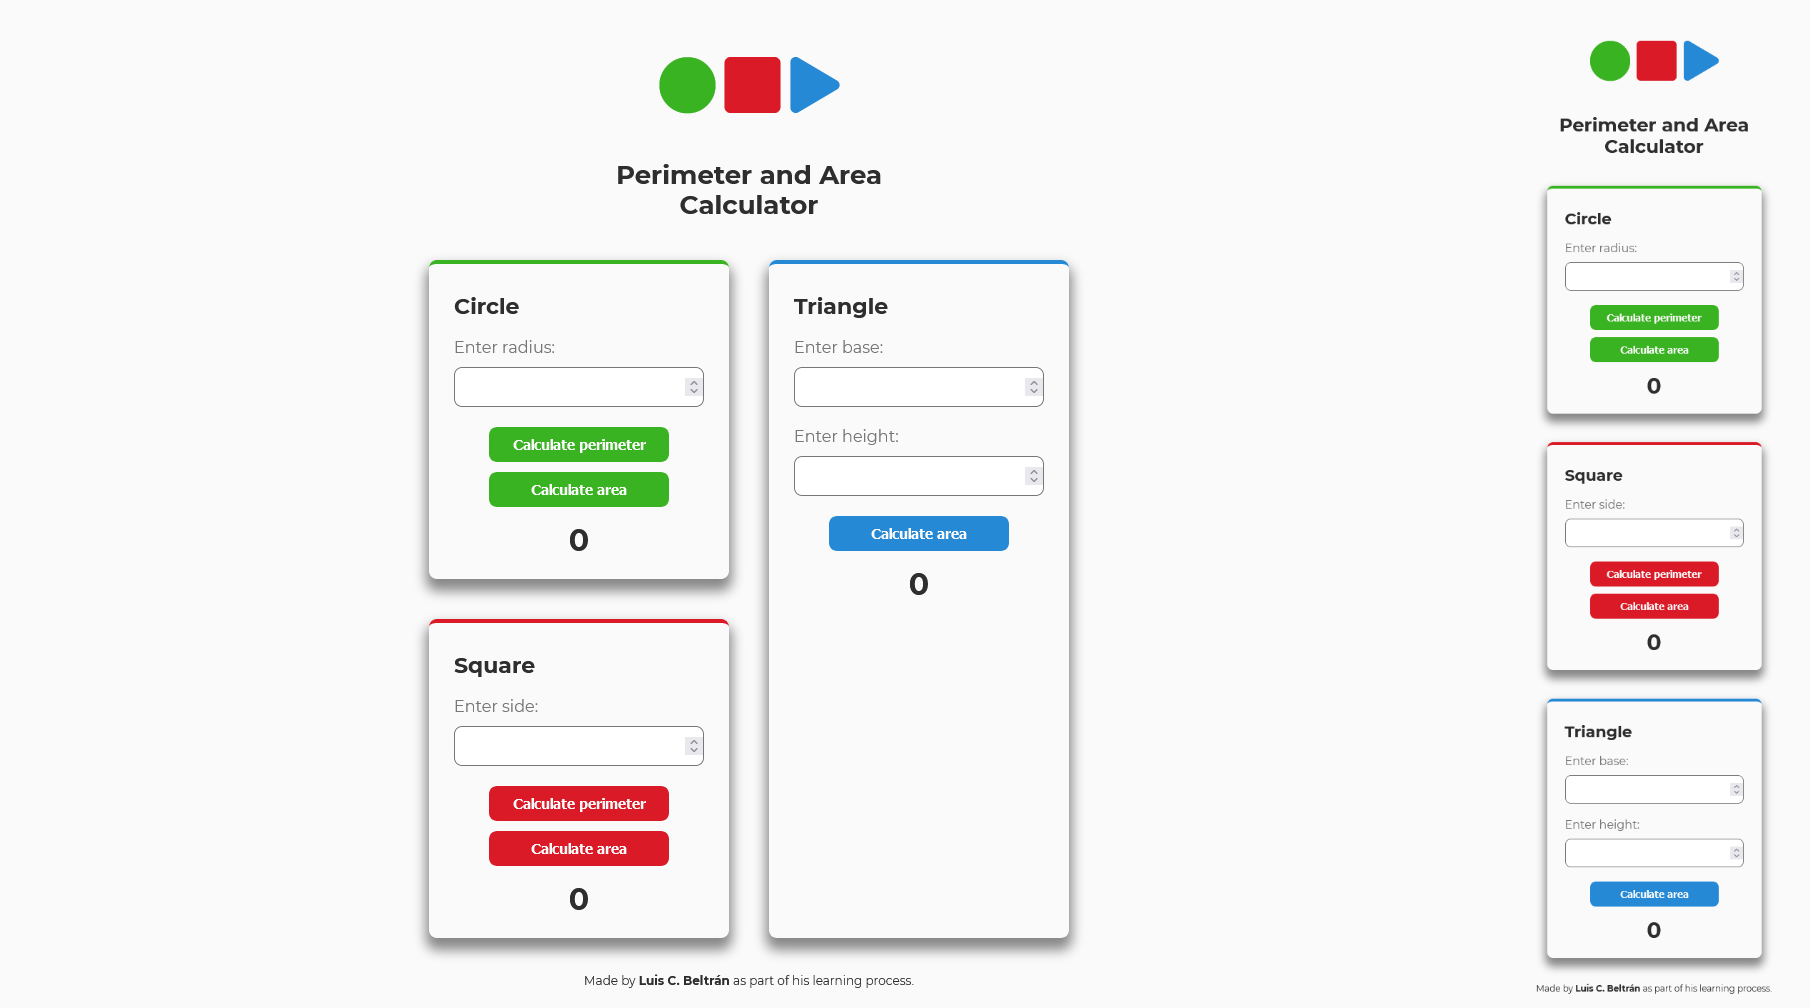 Perimeter and Area
Calculator
Circle
Enter radius:
Calculate perimeter
Calculate area
0
Square
Enter side:
Calculate perimeter
Calculate area
0
Triangle
Enter base:
Enter height:
Calculate area
0
Made by Luis C. Beltrán as part of his learning process.
Perimeter and Area
Calculator
Circle
Enter radius:
Calculate perimeter
Calculate area
0
Square
Enter side:
Calculate perimeter
Calculate area
0
Triangle
Enter base:
Enter height:
Calculate area
0
Made by Luis C. Beltrán as part of his learning process.